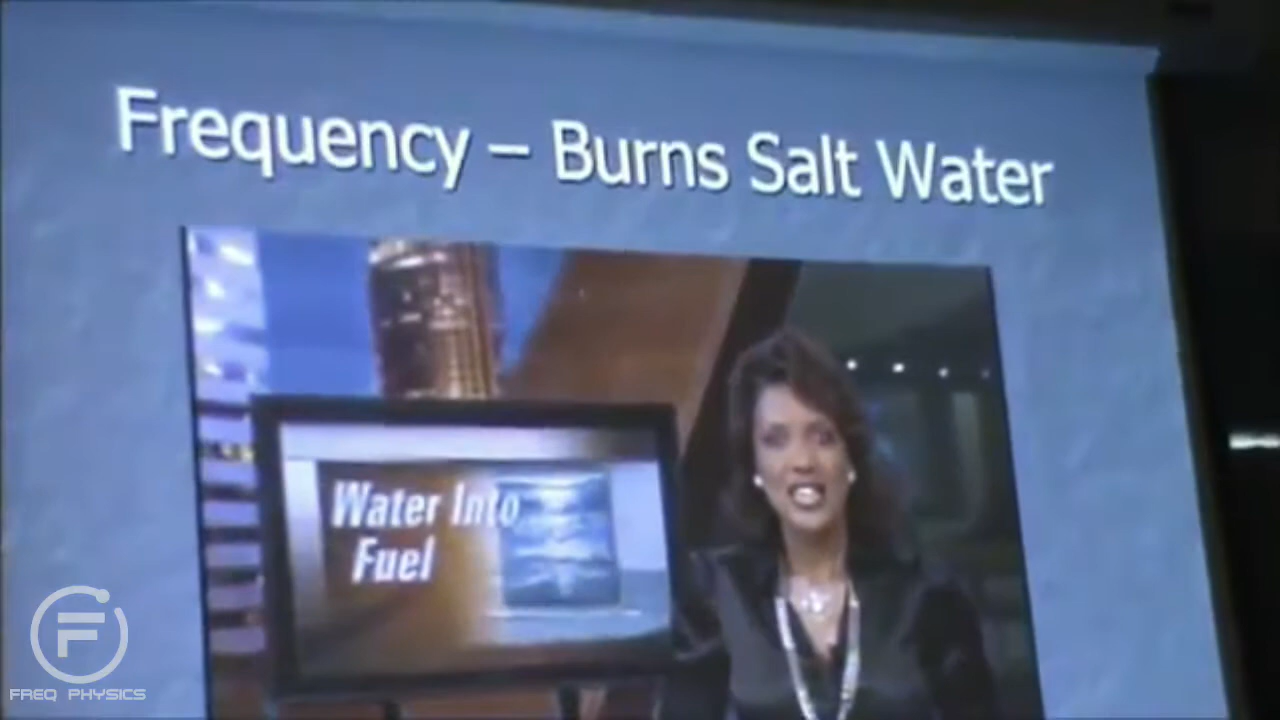 Frequency – Burns Salt Water
Water Into
Fuel
F
FREQ PHYSICS